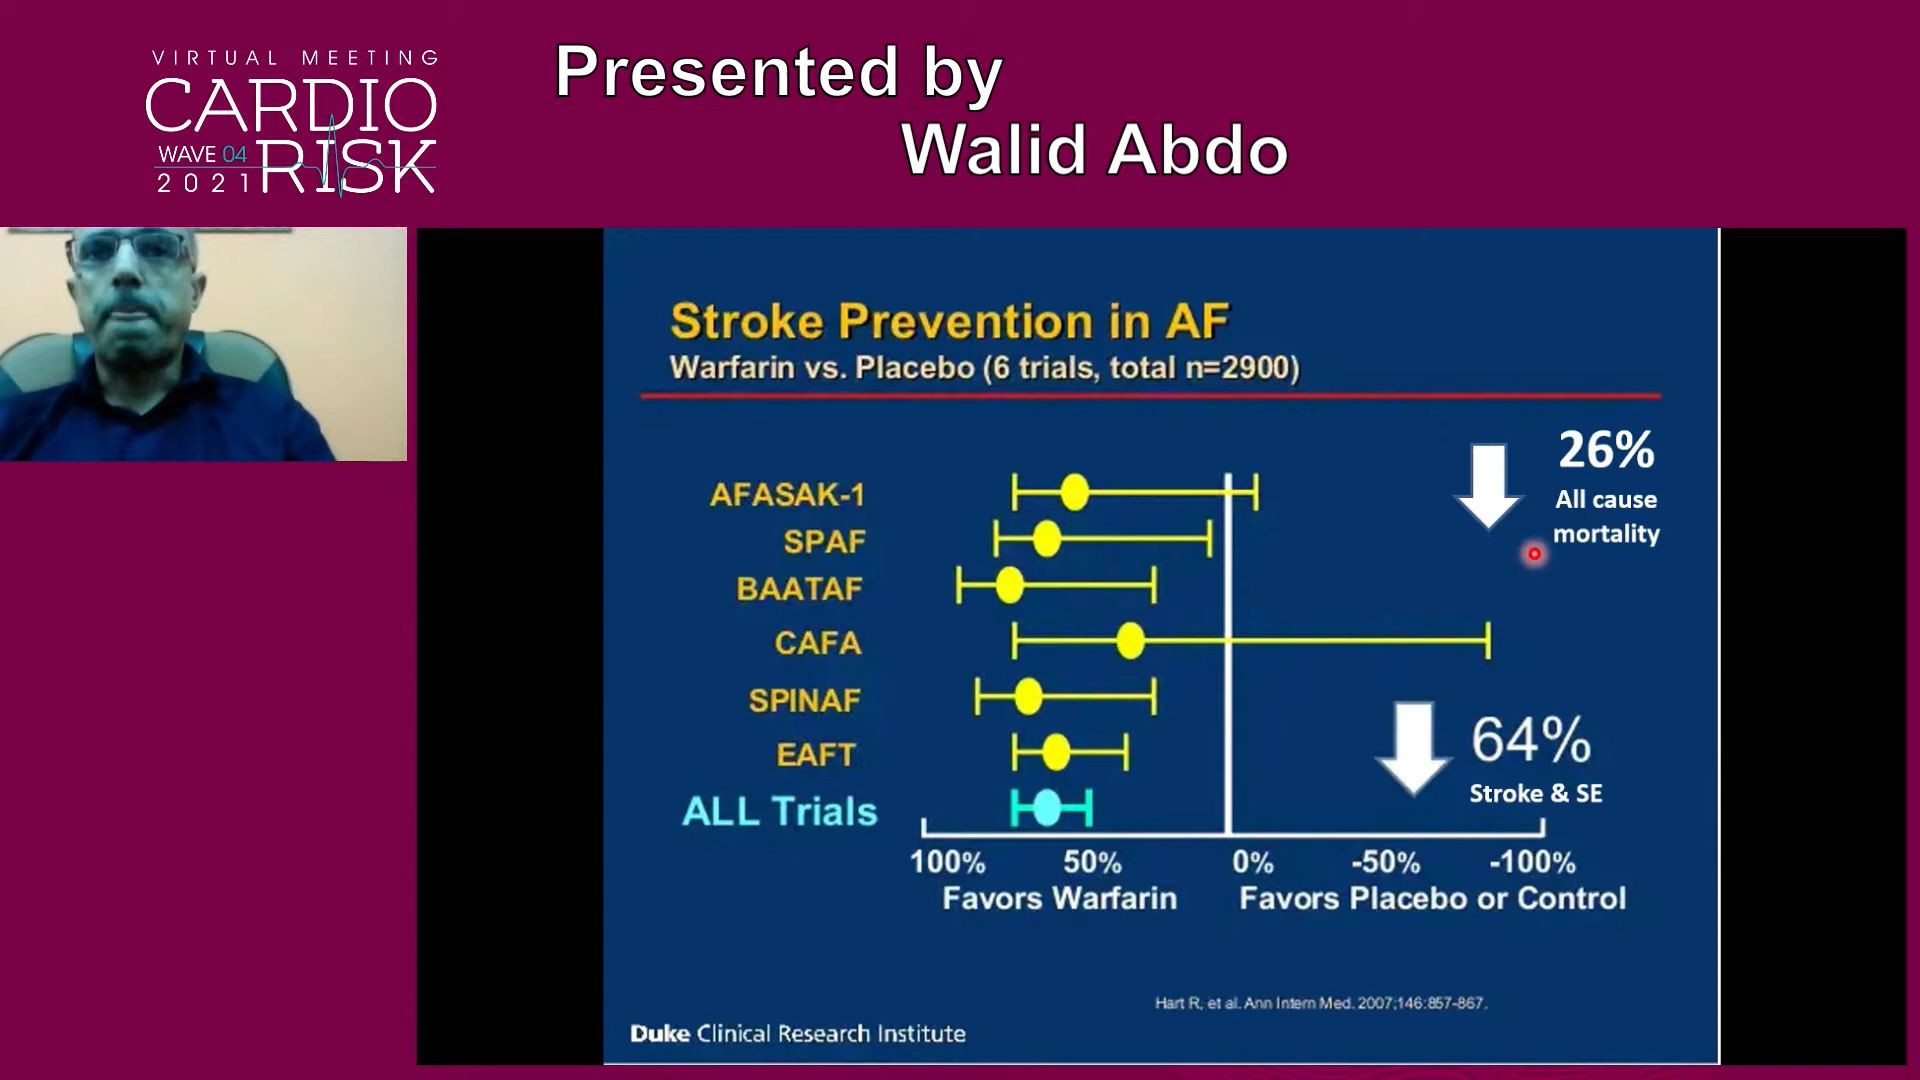 VIRTUAL MEETING
CARDIO
WAVE 04
RISK
2021
Presented by
Walid Abdo
Stroke Prevention in AF
Warfarin vs. Placebo (6 trials, total n=2900)
26%
All cause
mortality
AFASAK-1
SPAF
BAATAF
CAFA
SPINAF
EAFT
ALL Trials
64%
Stroke & SE
100% 50% 0% -50% -100%
Favors Warfarin Favors Placebo or Control
Hart R, et al. Ann Intern Med. 2007;146:857-867.
Duke Clinical Research Institute